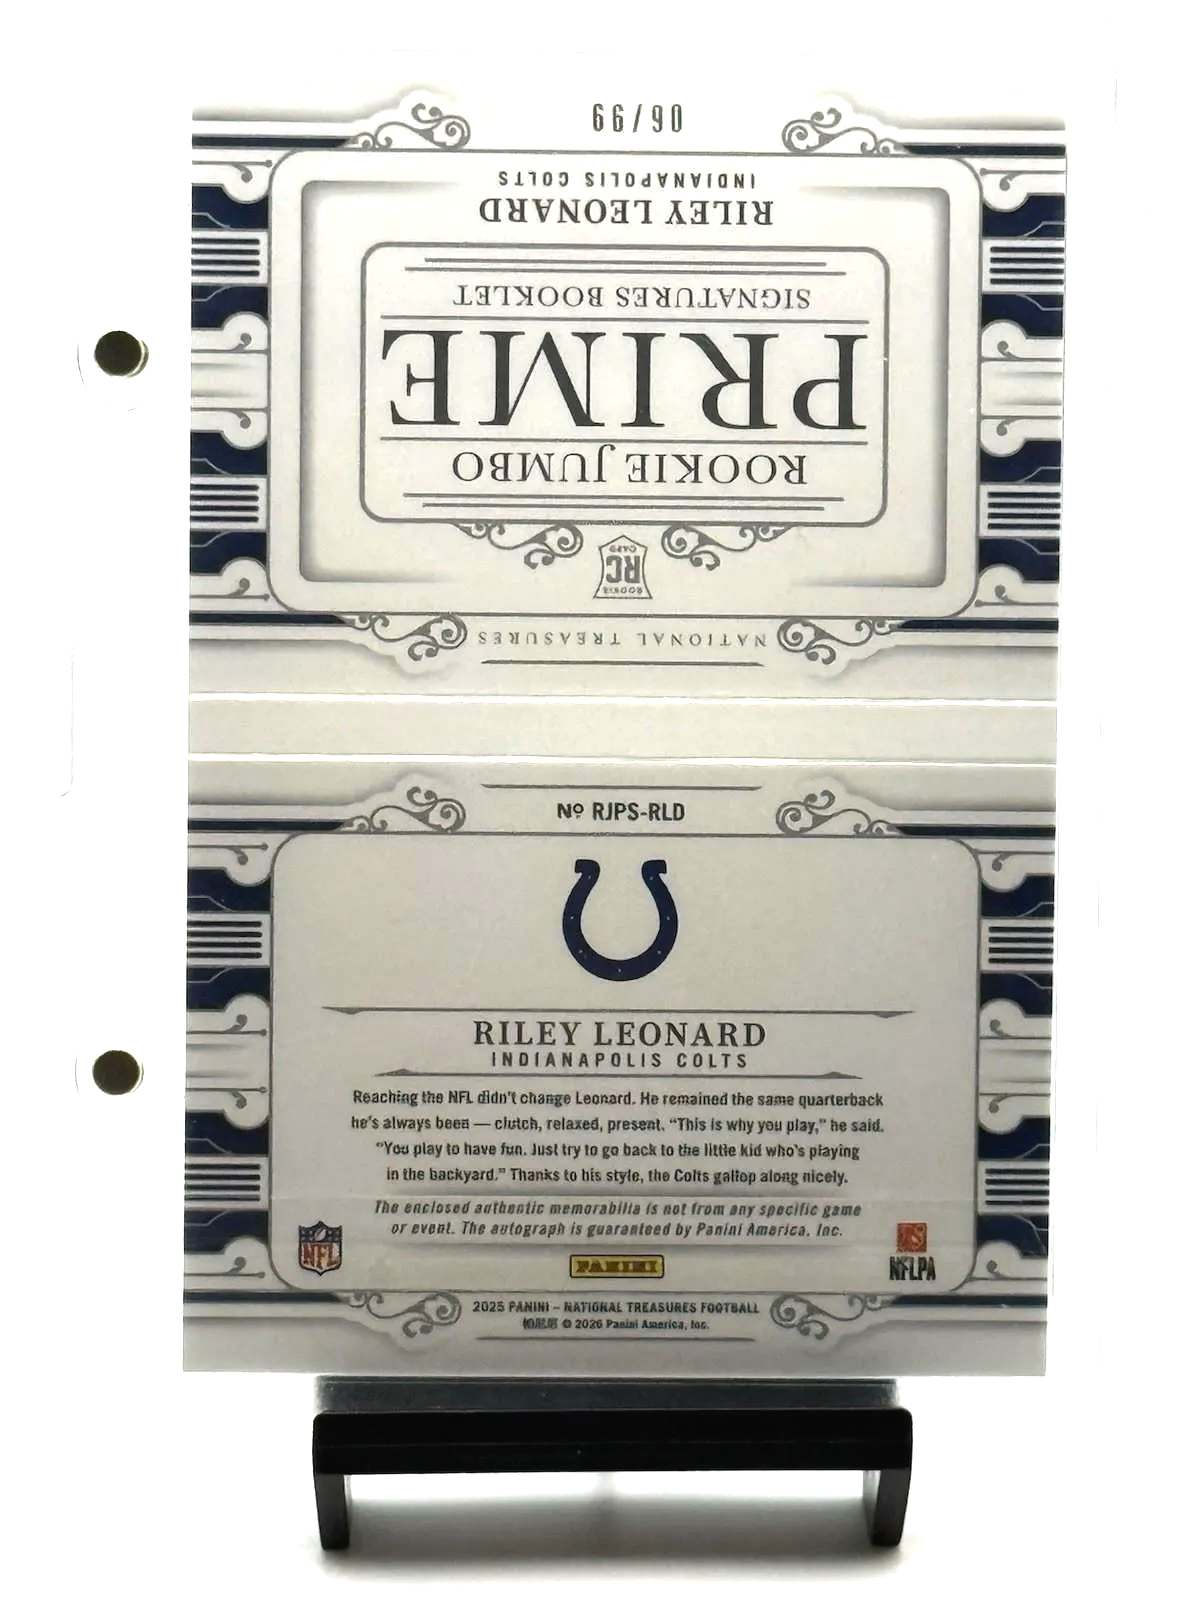 NATIONAL TREASURES
ROOKIE
RC
CARD
ROOKIE JUMBO
PRIME
SIGNATURES BOOKLET
RILEY LEONARD
INDIANAPOLIS COLTS
06/99
Nº RJPS-RLD
RILEY LEONARD
INDIANAPOLIS COLTS
Reaching the NFL didn't change Leonard. He remained the same quarterback
he's always been — clutch, relaxed, present. “This is why you play,” he said.
“You play to have fun. Just try to go back to the little kid who's playing
in the backyard.” Thanks to his style, the Colts gallop along nicely.
The enclosed authentic memorabilia is not from any specific game
or event. The autograph is guaranteed by Panini America, Inc.
NFL
PANINI
NFLPA
2025 PANINI – NATIONAL TREASURES FOOTBALL
© 2026 Panini America, Inc.